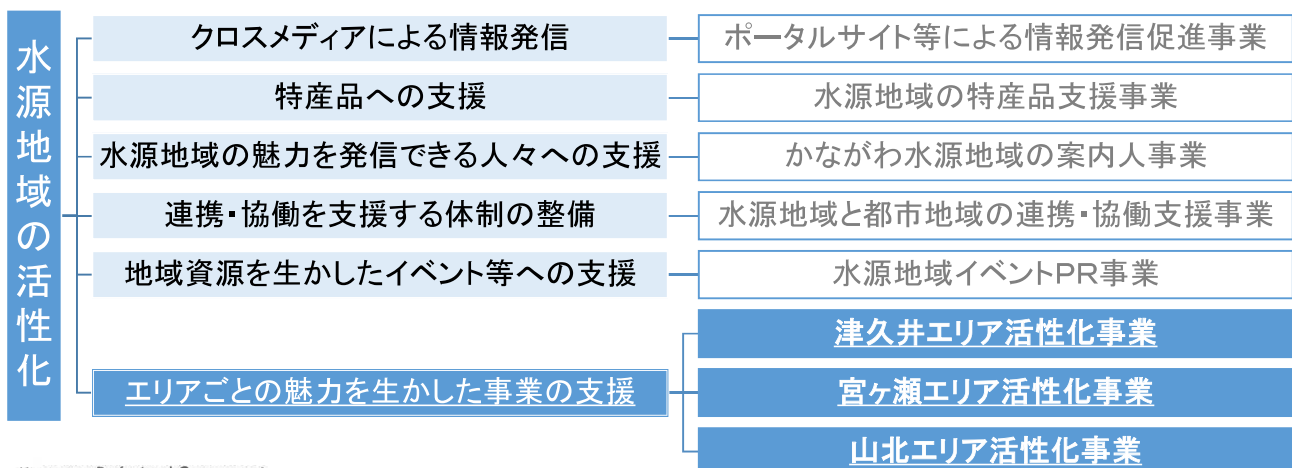 水源地域の活性化
クロスメディアによる情報発信
ポータルサイト等による情報発信促進事業
特産品への支援
水源地域の特産品支援事業
水源地域の魅力を発信できる人々への支援
かながわ水源地域の案内人事業
連携・協働を支援する体制の整備
水源地域と都市地域の連携・協働支援事業
地域資源を生かしたイベント等への支援
水源地域イベントPR事業
エリアごとの魅力を生かした事業の支援
津久井エリア活性化事業
宮ヶ瀬エリア活性化事業
山北エリア活性化事業